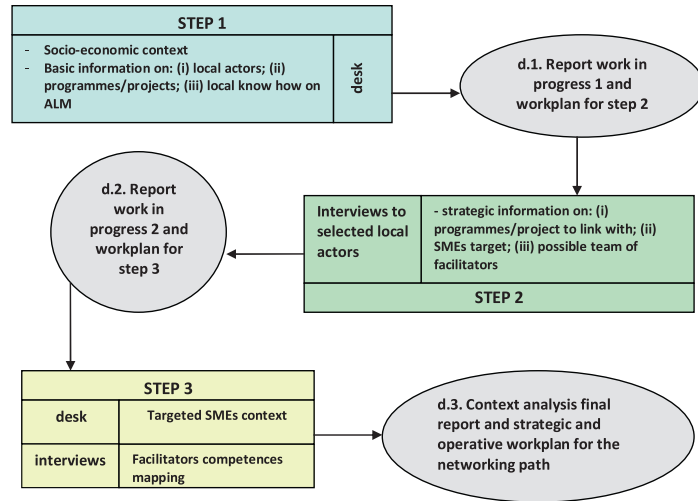 STEP 1
- Socio-economic context
- Basic information on: (i) local actors; (ii)
programmes/projects; (iii) local know how on
ALM
desk
d.1. Report work in
progress 1 and
workplan for step 2
d.2. Report
work in
progress 2 and
workplan for
step 3
Interviews to
selected local
actors
- strategic information on: (i)
programmes/project to link with; (ii)
SMEs target; (iii) possible team of
facilitators
STEP 2
STEP 3
desk
Targeted SMEs context
interviews
Facilitators competences
mapping
d.3. Context analysis final
report and strategic and
operative workplan for the
networking path